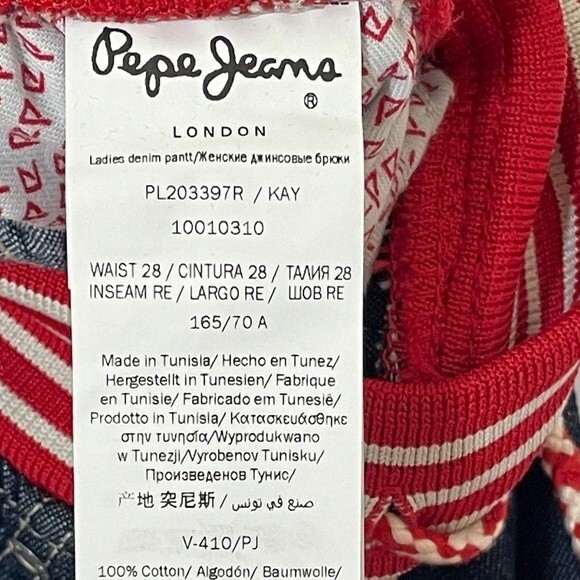 Pepe Jeans
®
LONDON
Ladies denim pantt/Женские джинсовые брюки
PL203397R / KAY
10010310
WAIST 28 / CINTURA 28 / ТАЛИЯ 28
INSEAM RE / LARGO RE / ШОВ RE
165/70 A
Made in Tunisia/ Hecho en Tunez/
Hergestellt in Tunesien/ Fabrique
en Tunisie/ Fabricado em Tunesië/
Prodotto in Tunisia/ Κατασκευάσθηκε
στην τυνησία/Wyprodukwano
w Tunezji/Vyrobenov Tunisku/
Произведенов Тунис/
产地 突尼斯 / صنع في تونس/
V-410/PJ
100% Cotton/ Algodón/ Baumwolle/